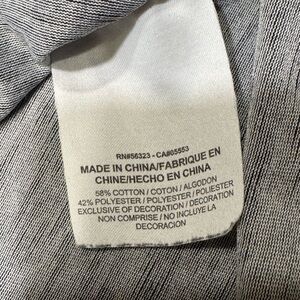 RN#56323 - CA#05553
MADE IN CHINA/FABRIQUE EN
CHINE/HECHO EN CHINA
58% COTTON / COTON / ALGODON
42% POLYESTER / POLYESTER / POLIESTER
EXCLUSIVE OF DECORATION / DECORATION
NON COMPRISE / NO INCLUYE LA
DECORACION